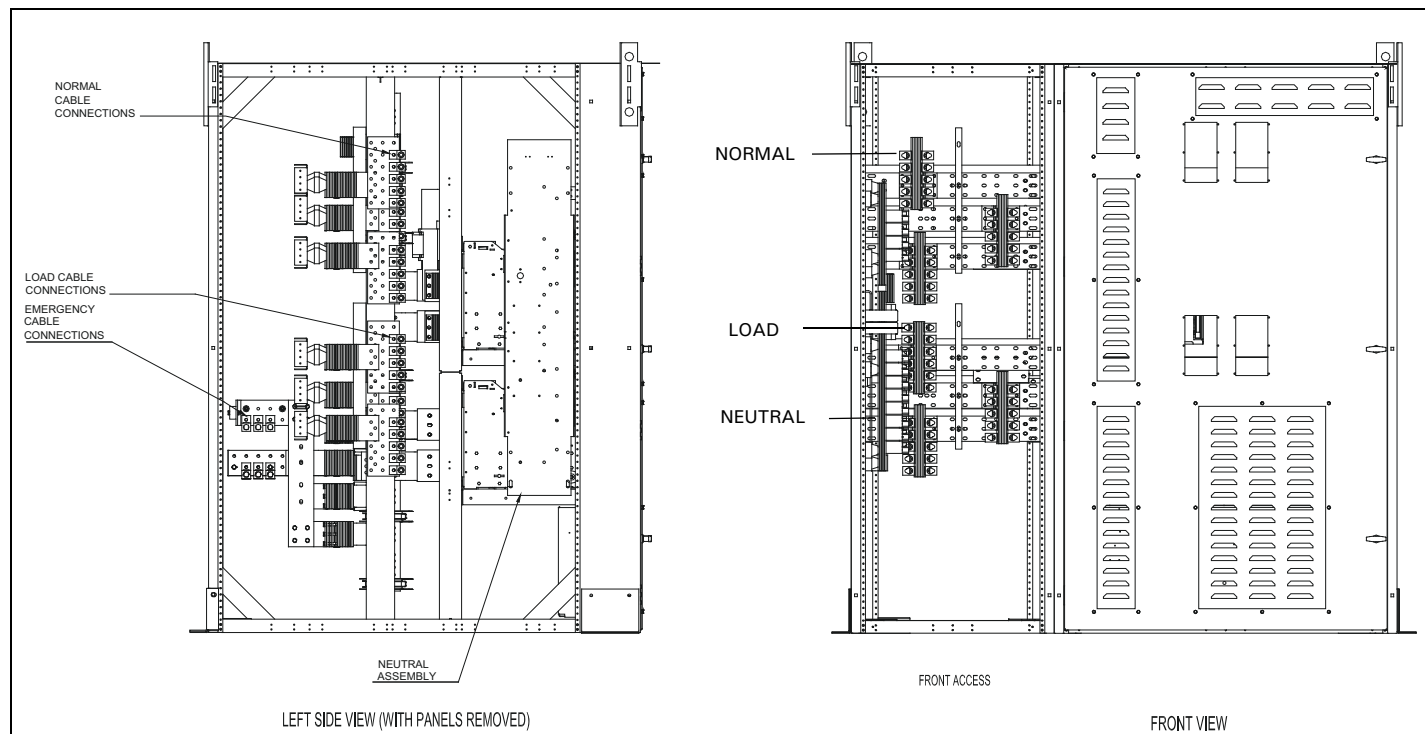 NORMAL
CABLE
CONNECTIONS
LOAD CABLE
CONNECTIONS
EMERGENCY
CABLE
CONNECTIONS
NEUTRAL
ASSEMBLY
LEFT SIDE VIEW (WITH PANELS REMOVED)
NORMAL
LOAD
NEUTRAL
FRONT ACCESS
FRONT VIEW